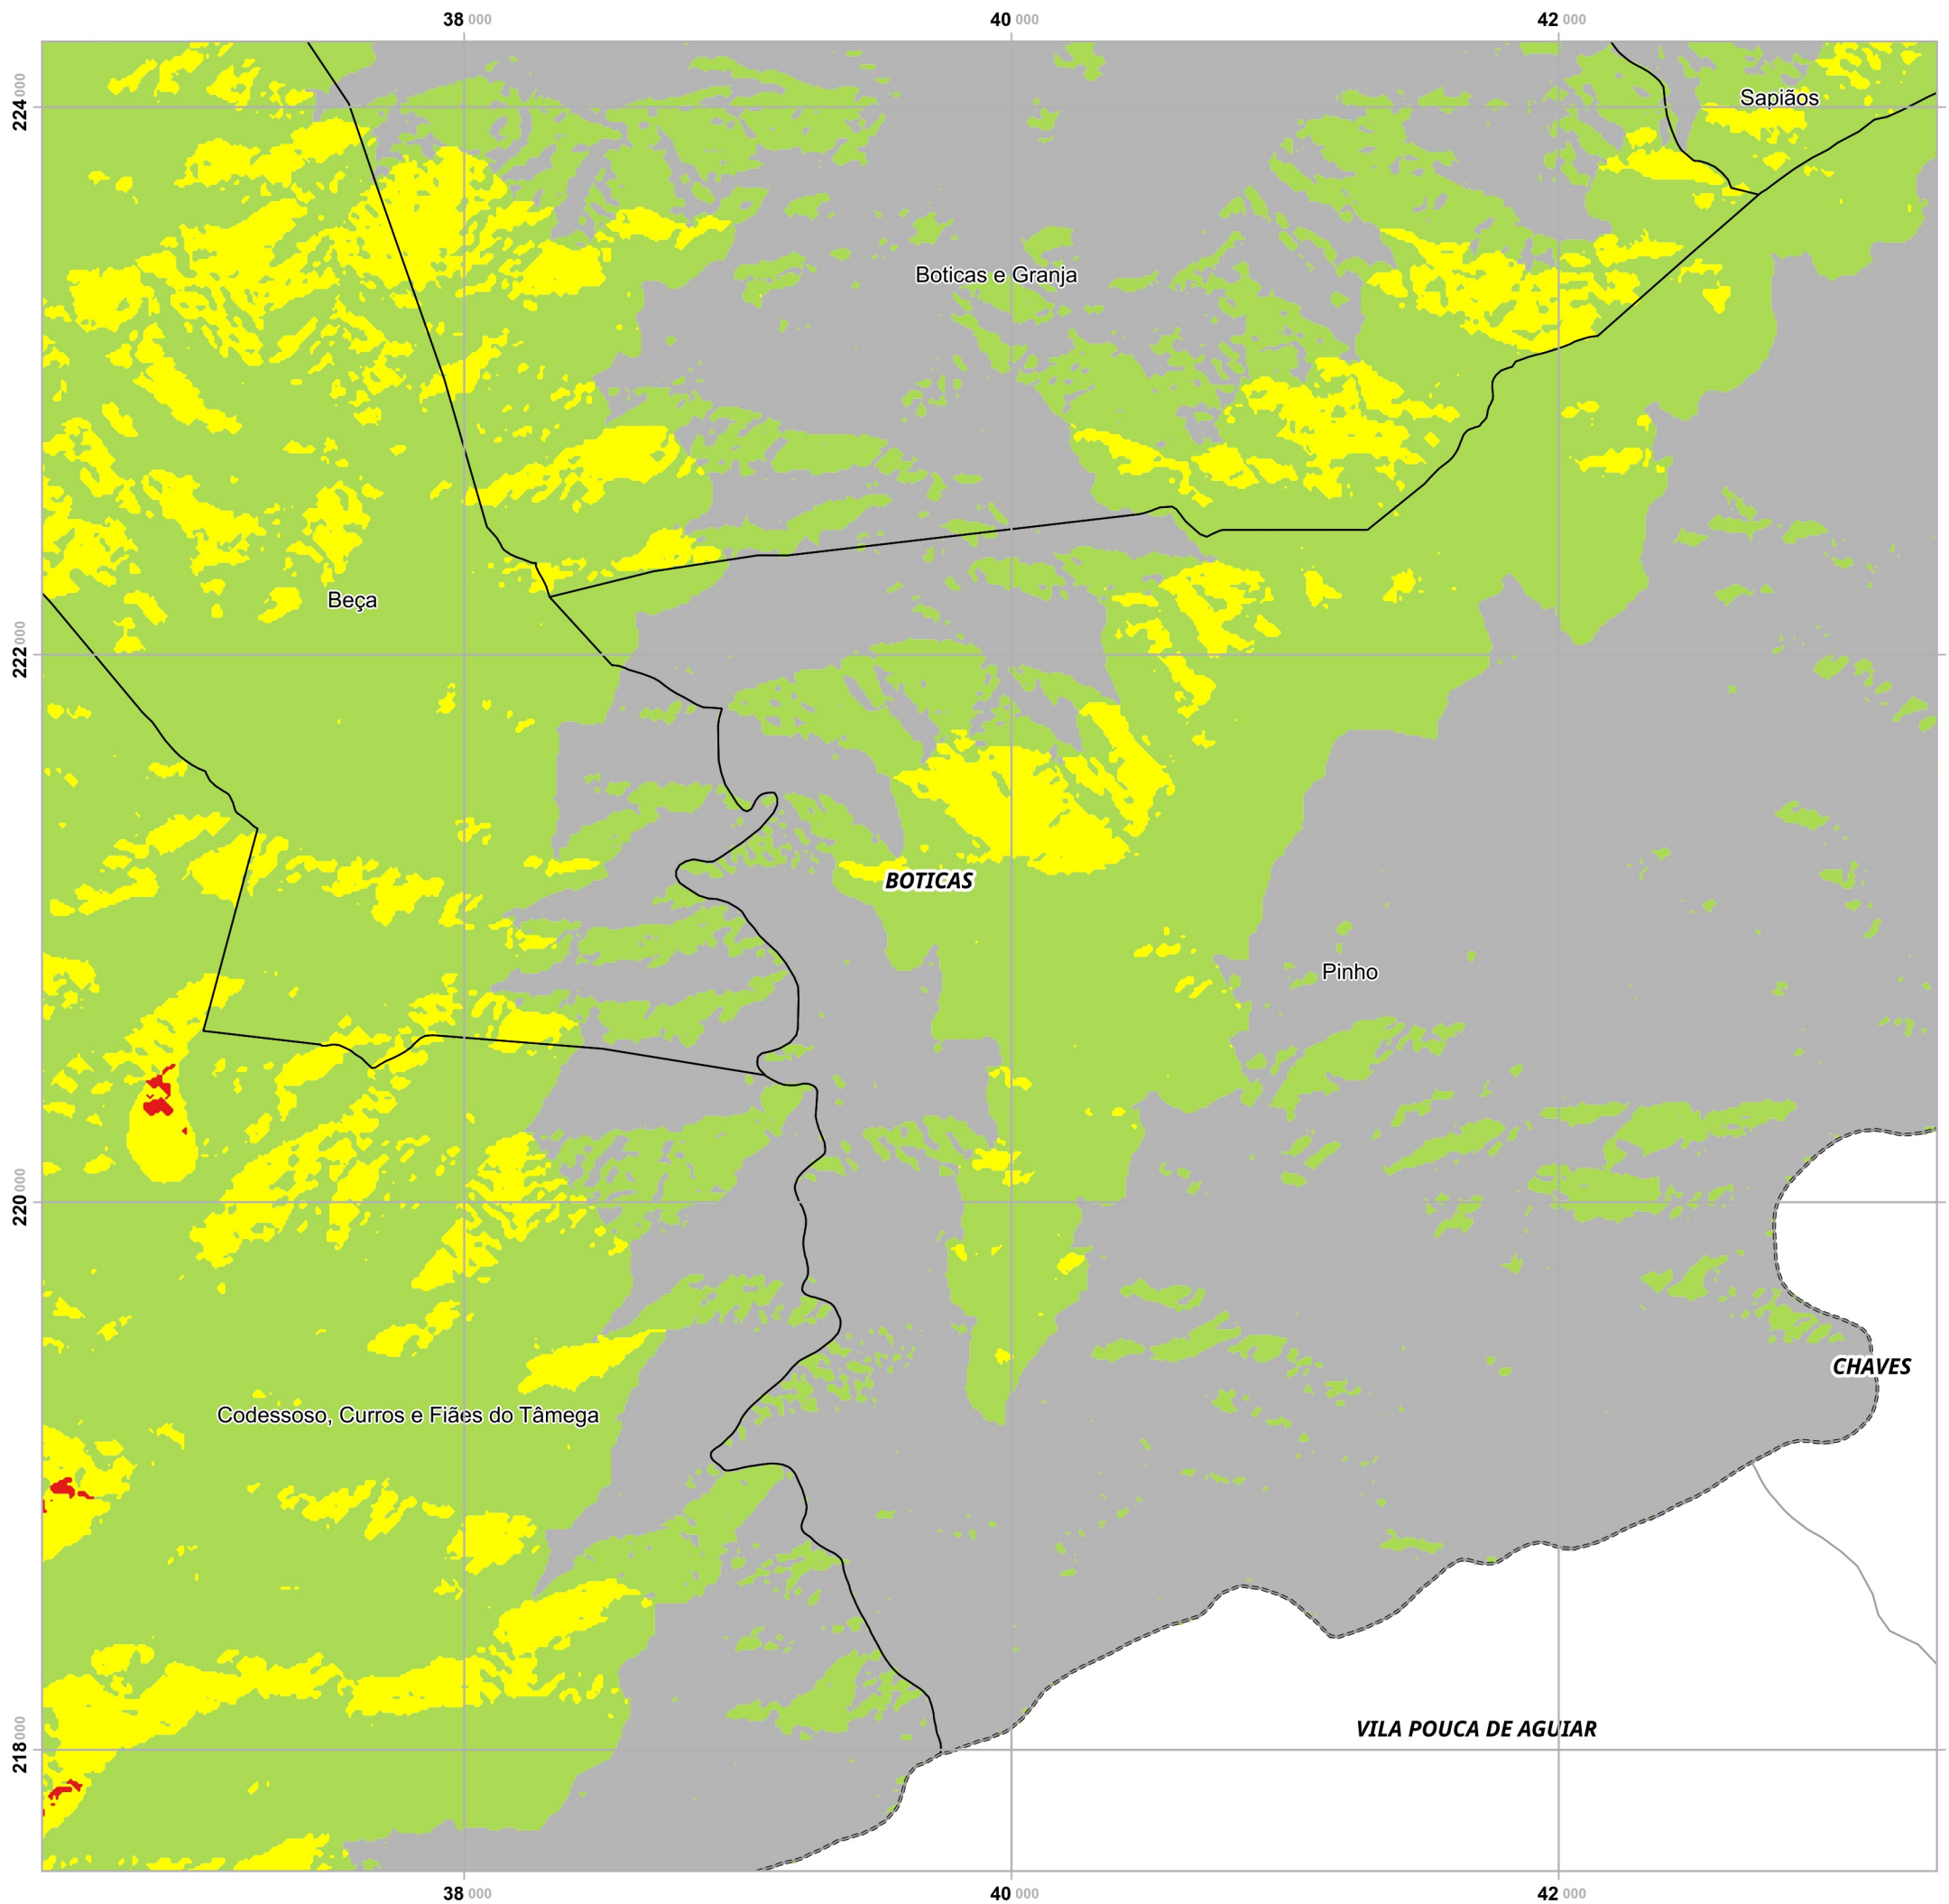 38 000 40 000 42 000
224 000
Sapiãos
Boticas e Granja
Beça
222 000
BOTICAS
Pinho
220 000
CHAVES
Codessoso, Curros e Fiães do Tâmega
VILA POUCA DE AGUIAR
218 000
38 000 40 000 42 000